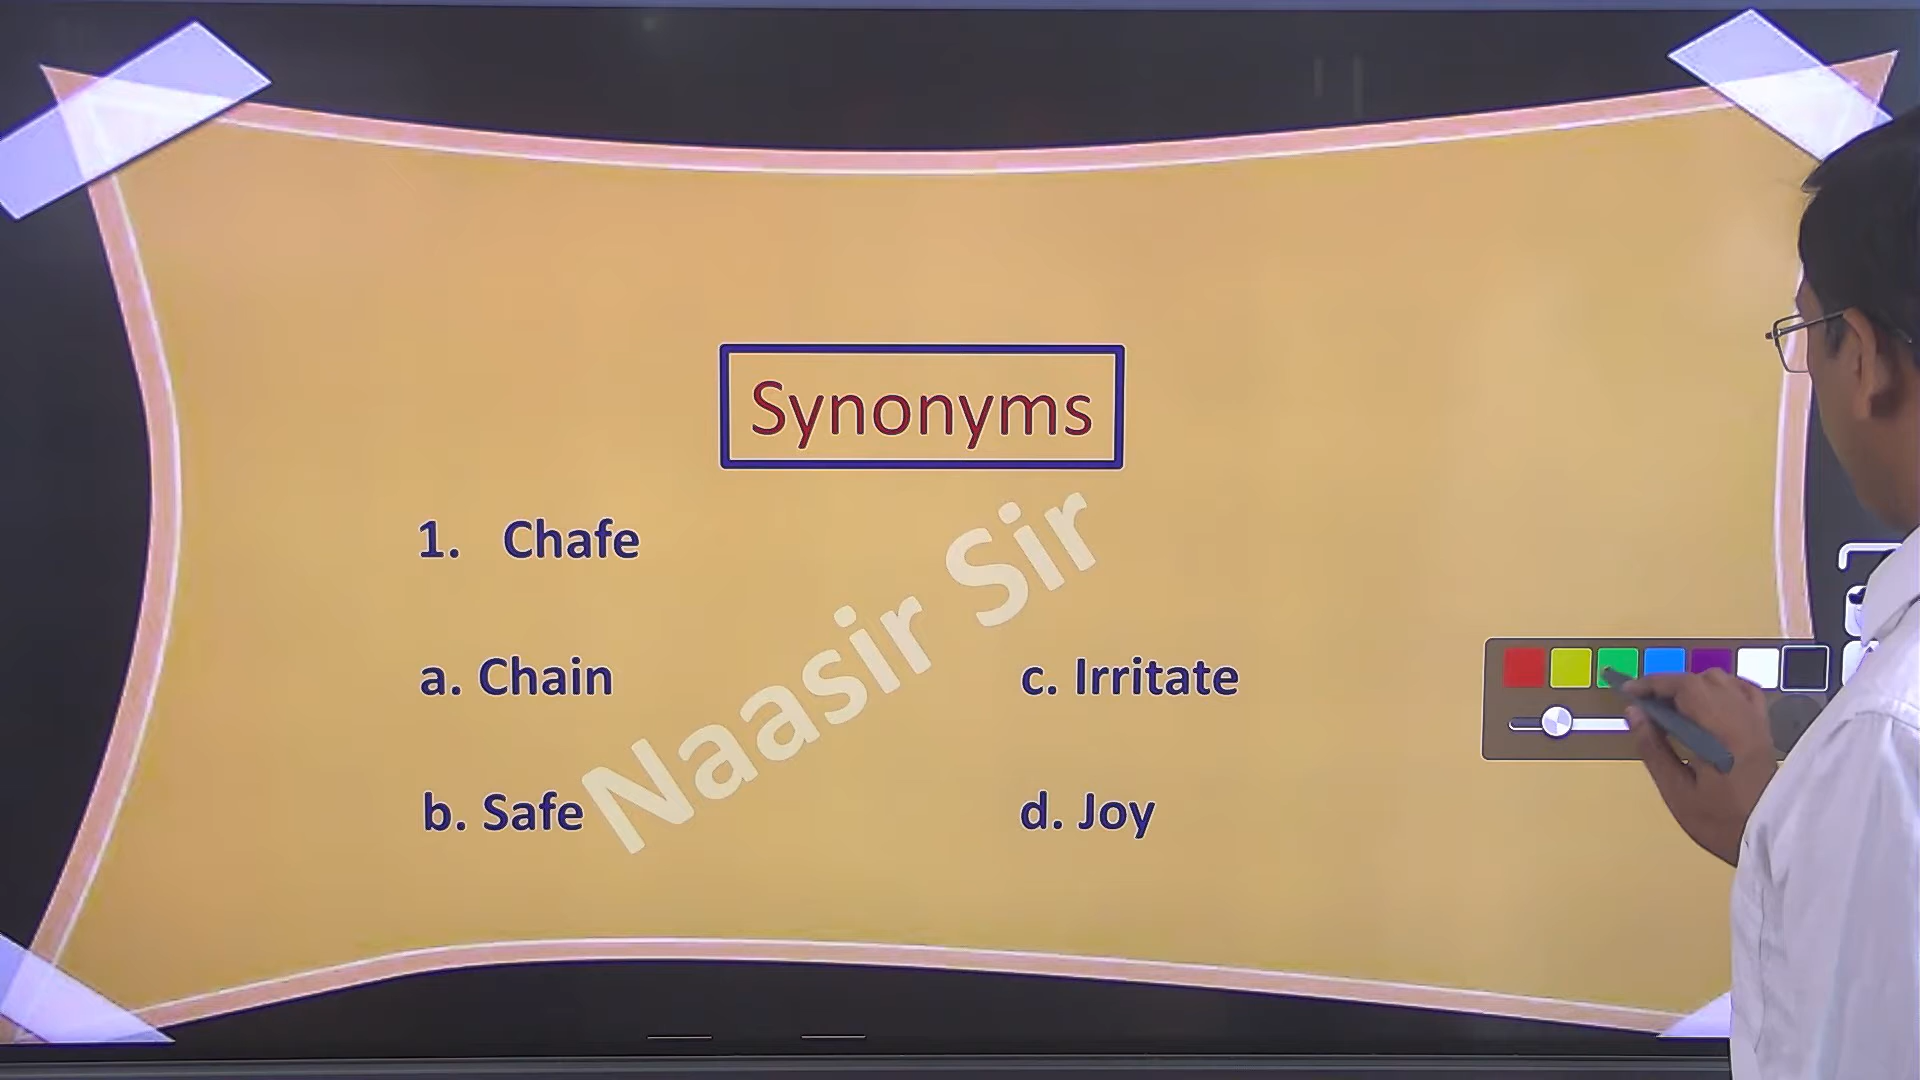 Synonyms
1. Chafe
a. Chain
c. Irritate
b. Safe
d. Joy
Naasir Sir